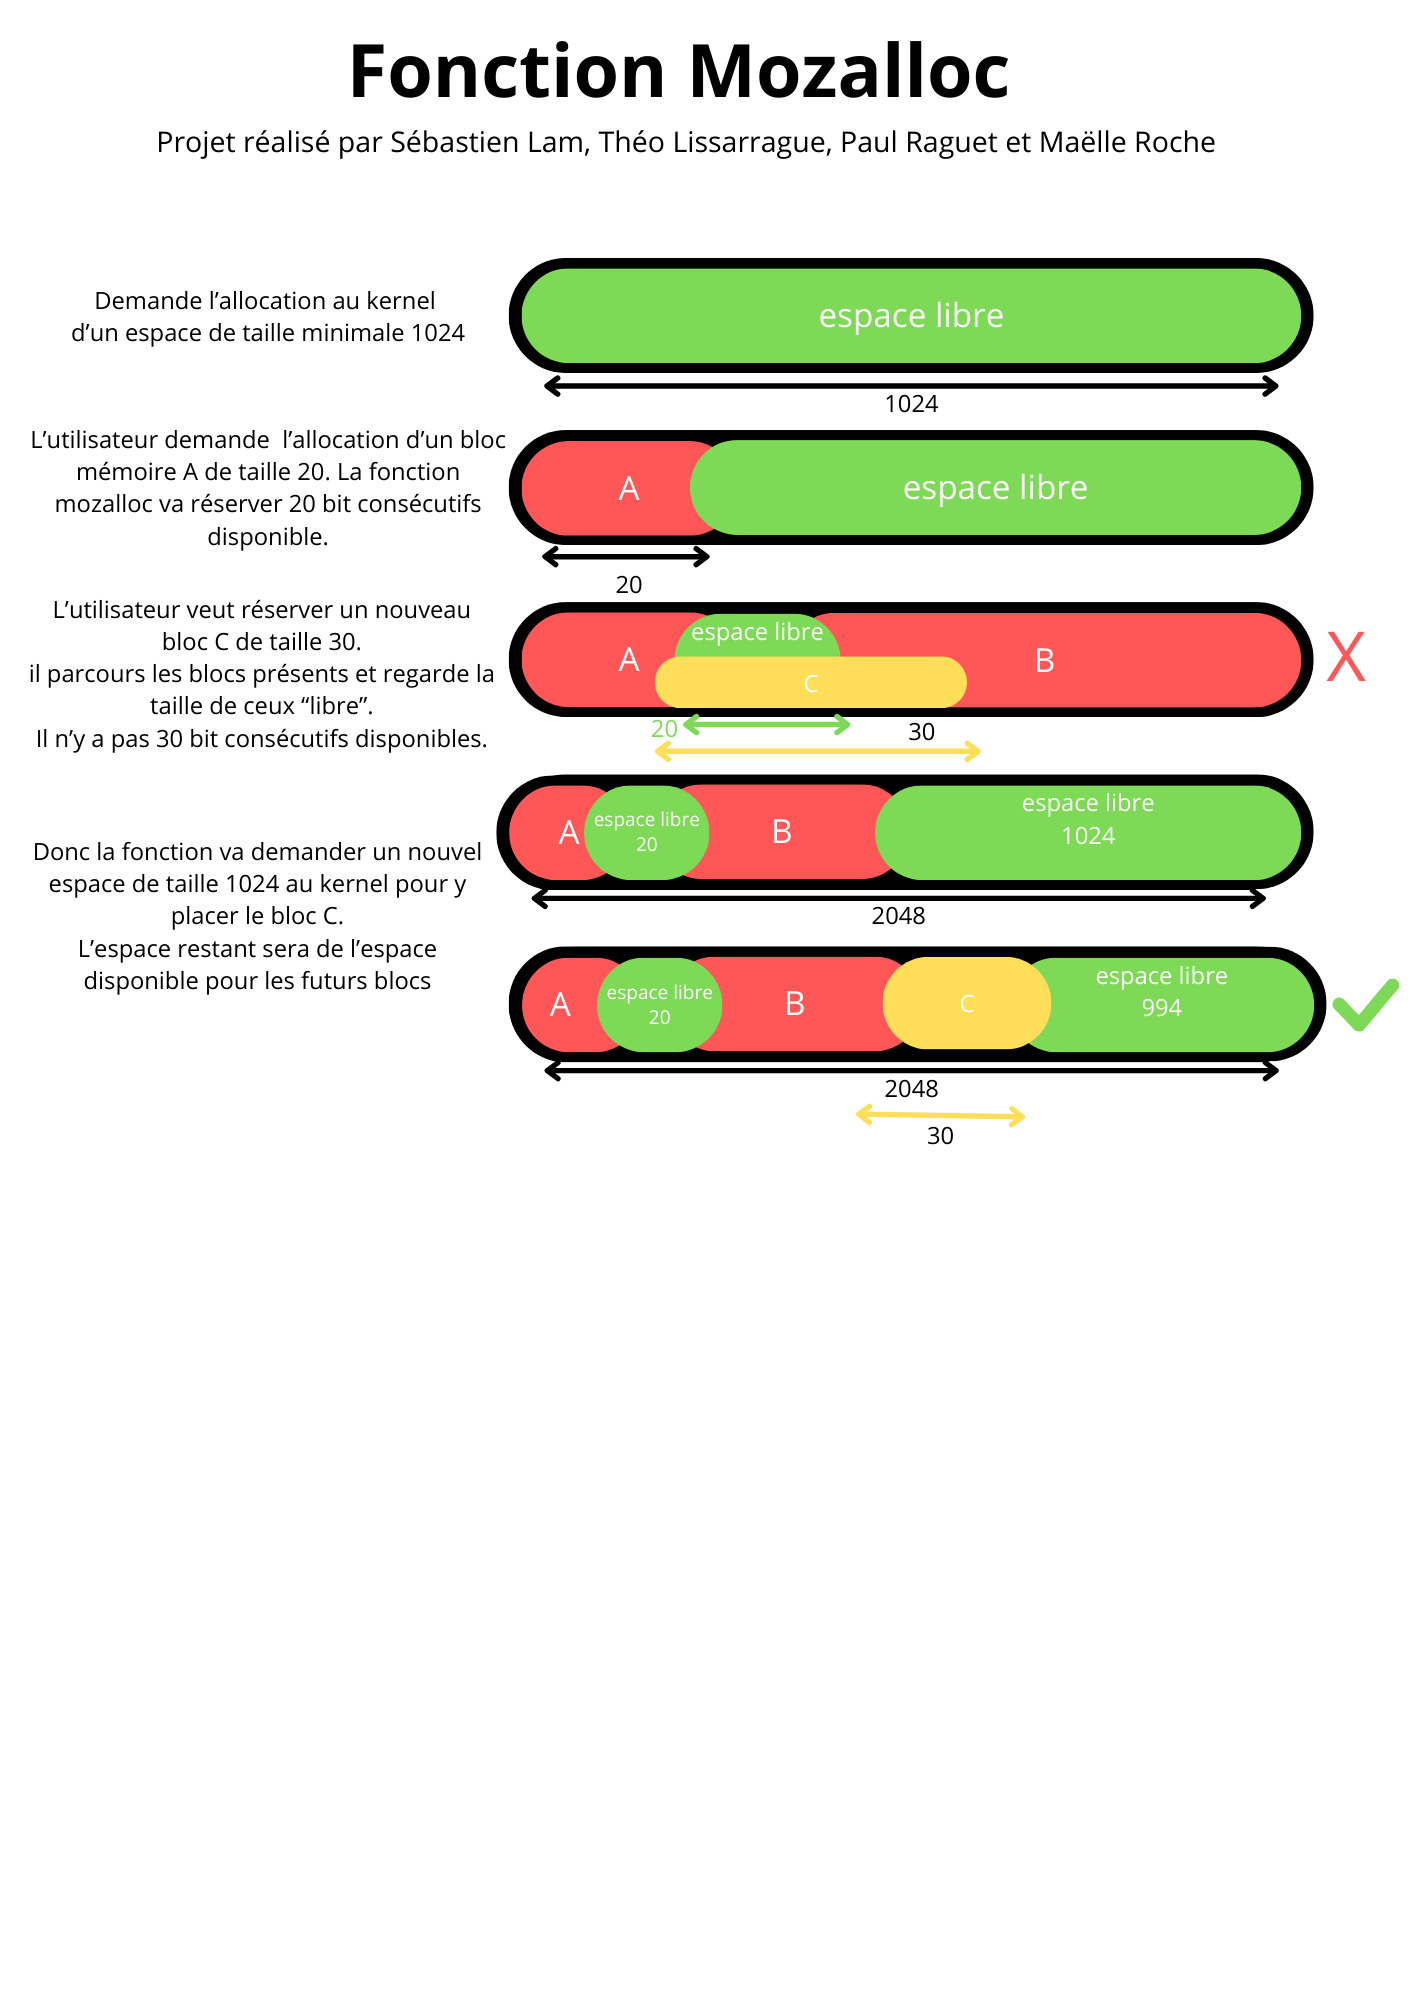 Fonction Mozalloc
Projet réalisé par Sébastien Lam, Théo Lissarrague, Paul Raguet et Maëlle Roche
Demande l’allocation au kernel
d’un espace de taille minimale 1024
espace libre
1024
L’utilisateur demande  l’allocation d’un bloc
mémoire A de taille 20. La fonction
mozalloc va réserver 20 bit consécutifs
disponible.
A
espace libre
20
L’utilisateur veut réserver un nouveau
bloc C de taille 30.
il parcours les blocs présents et regarde la
taille de ceux “libre”.
Il n’y a pas 30 bit consécutifs disponibles.
A
espace libre
C
B
X
20
30
Donc la fonction va demander un nouvel
espace de taille 1024 au kernel pour y
placer le bloc C.
L’espace restant sera de l’espace
disponible pour les futurs blocs
A
espace libre
20
B
espace libre
1024
2048
A
espace libre
20
B
C
espace libre
994
2048
30